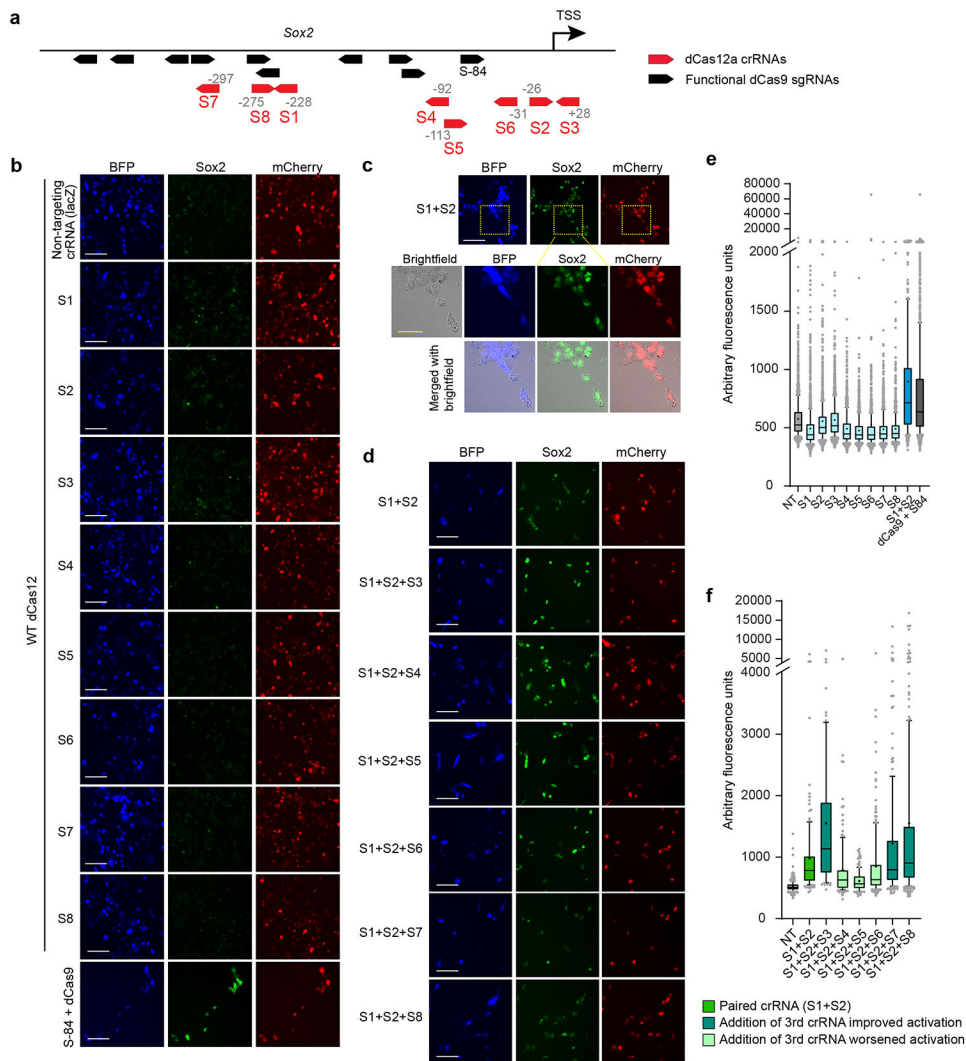 a
Sox2
TSS
S-84
-297
S7
-275
S8
S1
-228
-92
S4
-113
S5
S6
-31
-26
S2
+28
S3
dCas12a crRNAs
Functional dCas9 sgRNAs
b
BFP
Sox2
mCherry
WT dCas12
Non-targeting
crRNA (lacZ)
S1
S2
S3
S4
S5
S6
S7
S8
S-84 + dCas9
c
BFP
Sox2
mCherry
S1+S2
Brightfield
BFP
Sox2
mCherry
Merged with
brightfield
d
BFP
Sox2
mCherry
S1+S2
S1+S2+S3
S1+S2+S4
S1+S2+S5
S1+S2+S6
S1+S2+S7
S1+S2+S8
e
Arbitrary fluorescence units
80000
60000
40000
20000
2000
1500
1000
500
0
NT
S1
S2
S3
S4
S5
S6
S7
S8
S1+S2
dCas9 + S84
f
Arbitrary fluorescence units
20000
15000
10000
5000
4000
3000
2000
1000
0
NT
S1+S2
S1+S2+S3
S1+S2+S4
S1+S2+S5
S1+S2+S6
S1+S2+S7
S1+S2+S8
Paired crRNA (S1+S2)
Addition of 3rd crRNA improved activation
Addition of 3rd crRNA worsened activation